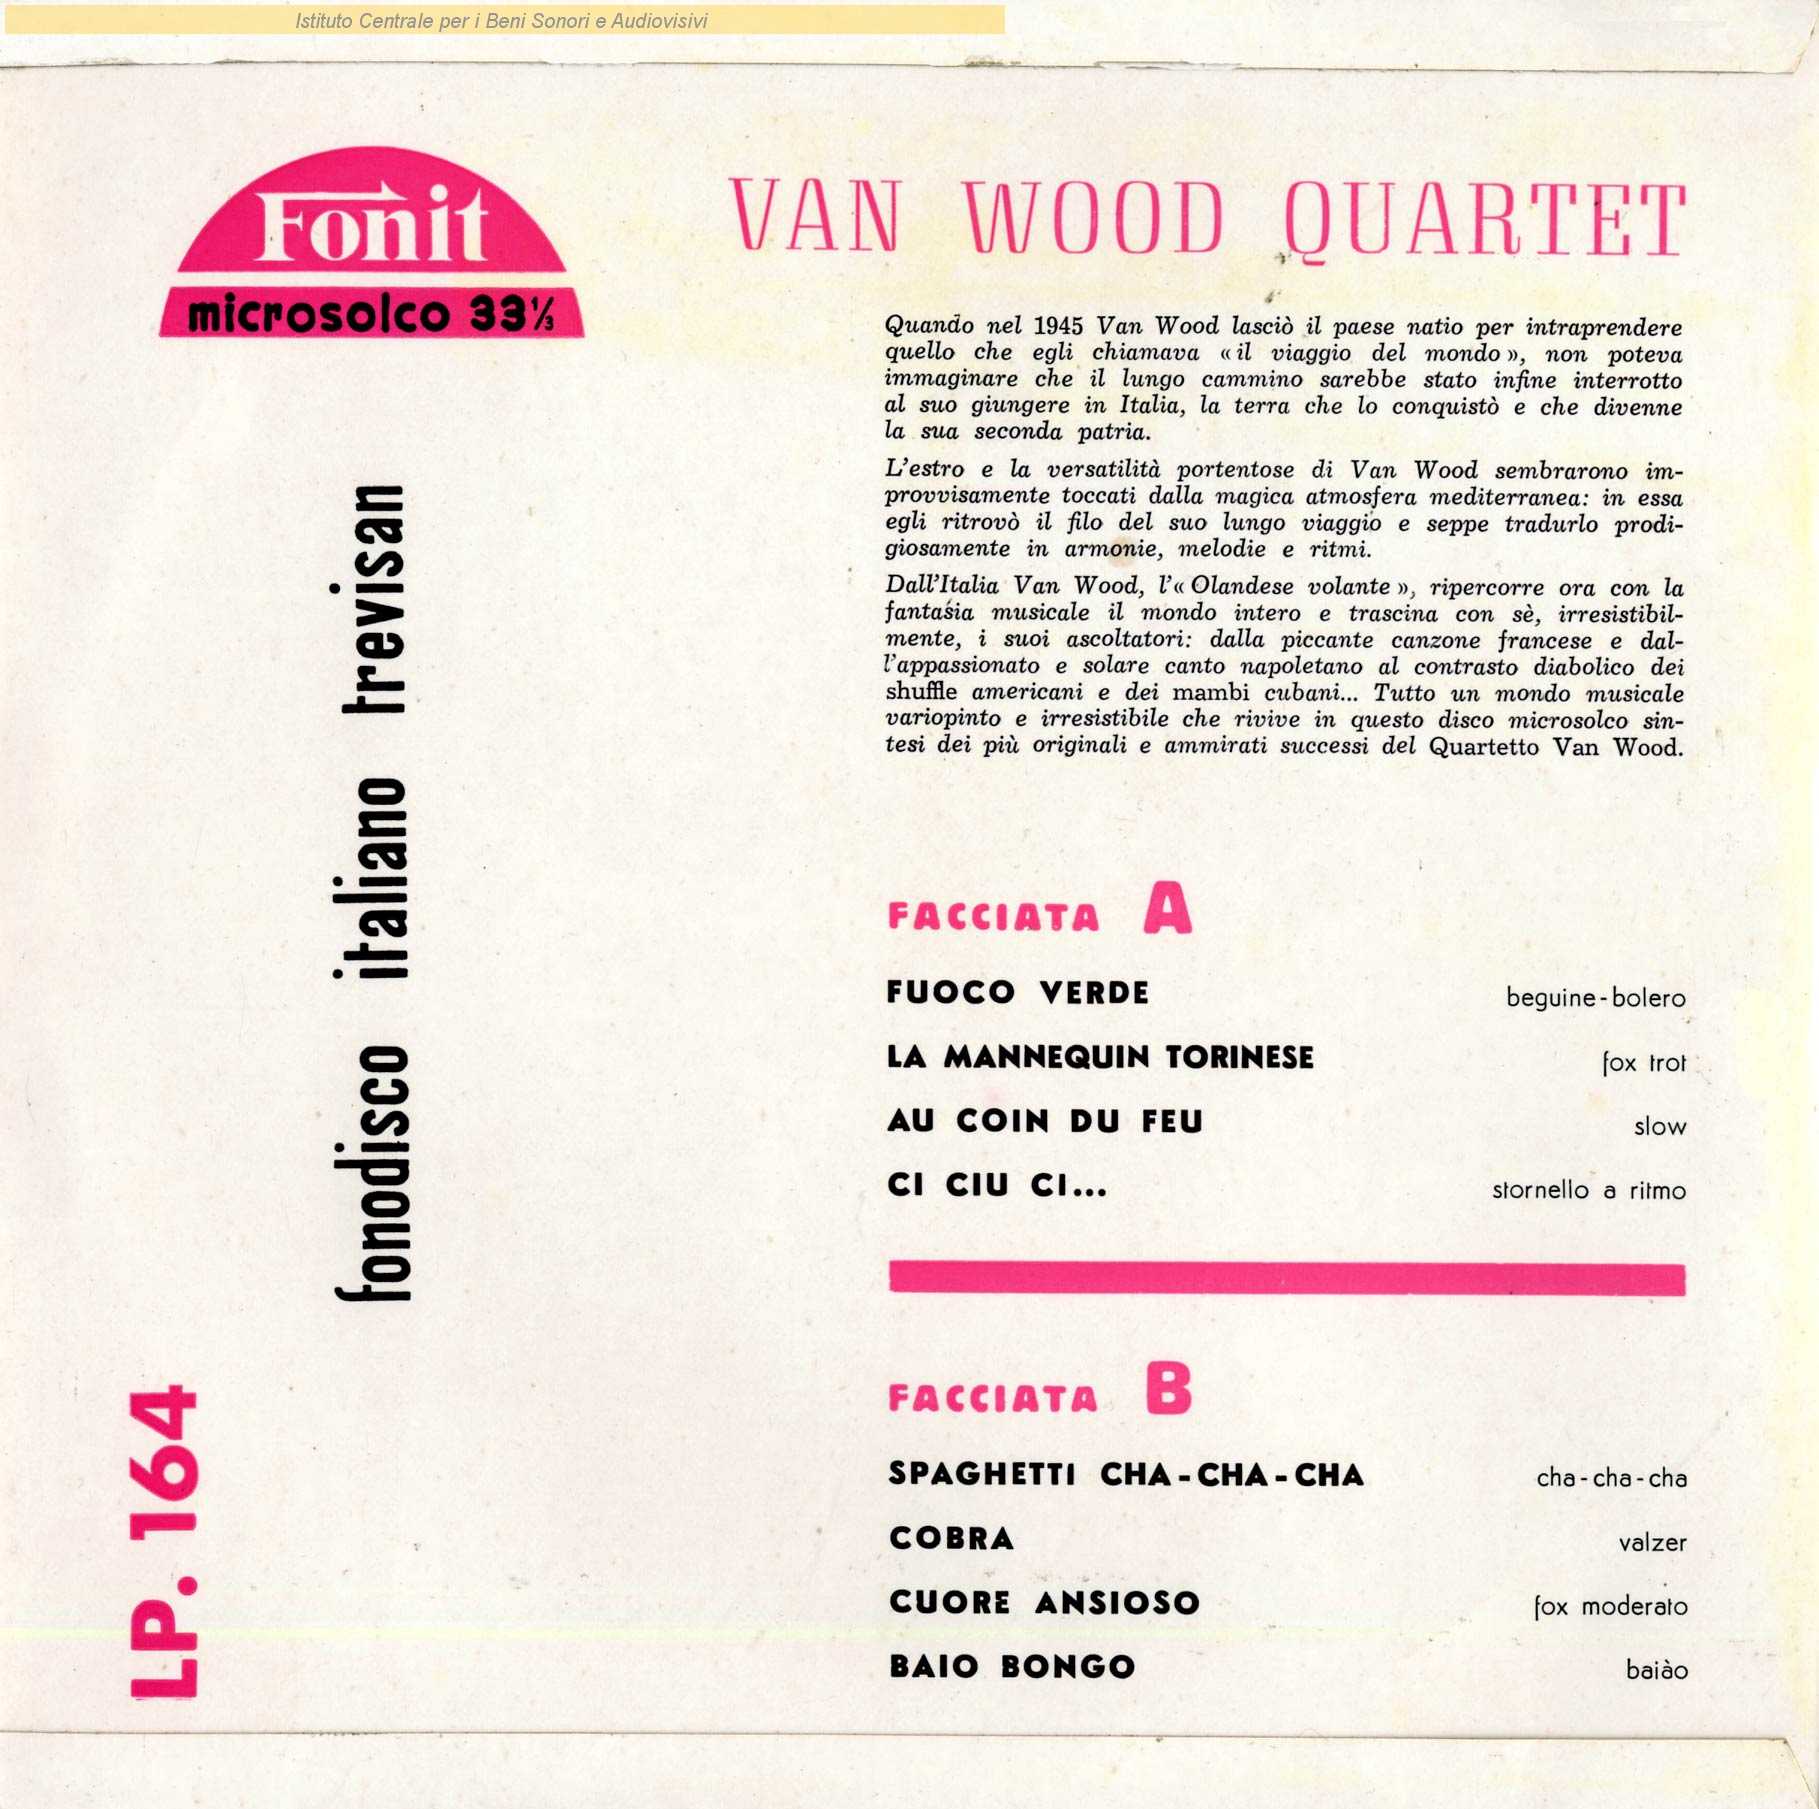 Istituto Centrale per i Beni Sonori e Audiovisivi
Fonit
microsolco 33⅓
VAN WOOD QUARTET
Quando nel 1945 Van Wood lasciò il paese natio per intraprendere
quello che egli chiamava «il viaggio del mondo», non poteva
immaginare che il lungo cammino sarebbe stato infine interrotto
al suo giungere in Italia, la terra che lo conquistò e che divenne
la sua seconda patria.
L'estro e la versatilità portentose di Van Wood sembrarono im-
provvisamente toccati dalla magica atmosfera mediterranea: in essa
egli ritrovò il filo del suo lungo viaggio e seppe tradurlo prodi-
giosamente in armonie, melodie e ritmi.
Dall'Italia Van Wood, l'«Olandese volante», ripercorre ora con la
fantasia musicale il mondo intero e trascina con sè, irresistibil-
mente, i suoi ascoltatori: dalla piccante canzone francese e dal-
l'appassionato e solare canto napoletano al contrasto diabolico dei
shuffle americani e dei mambi cubani... Tutto un mondo musicale
variopinto e irresistibile che rivive in questo disco microsolco sin-
tesi dei più originali e ammirati successi del Quartetto Van Wood.
fonodisco italiano trevisan
FACCIATA A
FUOCO VERDE beguine-bolero
LA MANNEQUIN TORINESE fox trot
AU COIN DU FEU slow
CI CIU CI... stornello a ritmo
FACCIATA B
SPAGHETTI CHA-CHA-CHA cha-cha-cha
COBRA valzer
CUORE ANSIOSO fox moderato
BAIO BONGO baiào
LP. 164